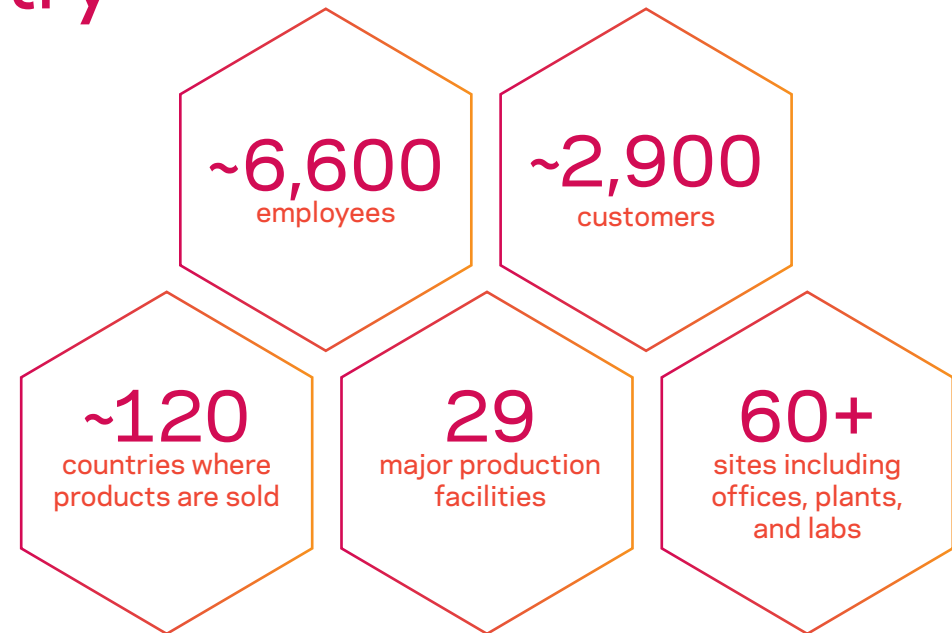 try
~6,600
employees
~2,900
customers
~120
countries where
products are sold
29
major production
facilities
60+
sites including
offices, plants,
and labs